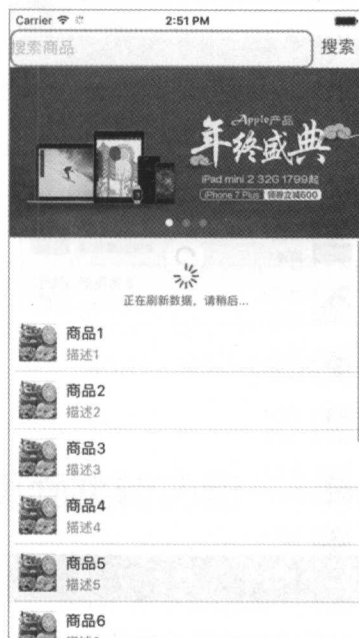 Carrier 2:51 PM
搜索商品 搜索
Apple产品
年终盛典
iPad mini 2 32G 1799起
iPhone 7 Plus 领券立减600
正在刷新数据，请稍后...
商品1
描述1
商品2
描述2
商品3
描述3
商品4
描述4
商品5
描述5
商品6